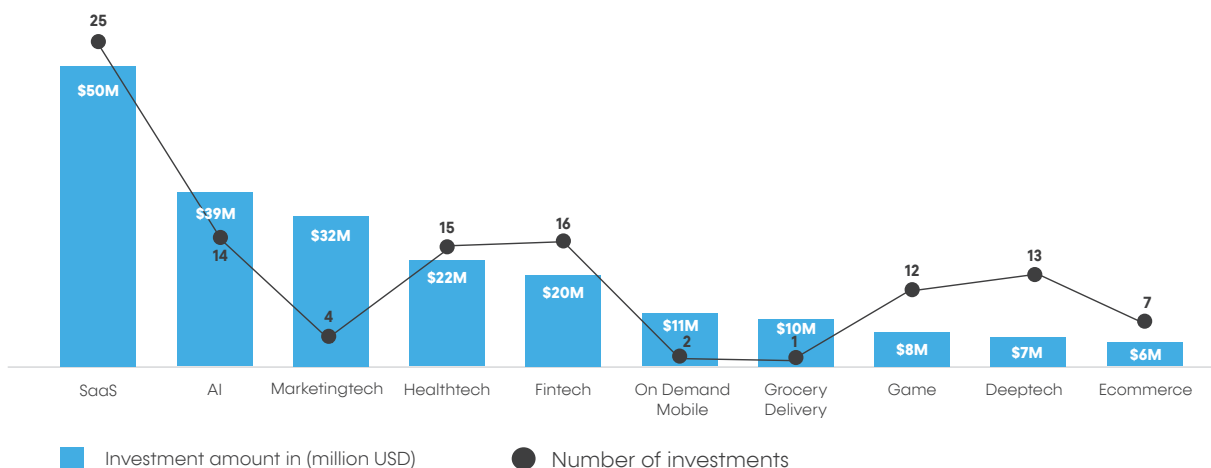 25
$50M
$39M
14
$32M
4
15
$22M
16
$20M
$11M
2
$10M
1
12
$8M
13
$7M
7
$6M
SaaS
AI
Marketingtech
Healthtech
Fintech
On Demand
Mobile
Grocery
Delivery
Game
Deeptech
Ecommerce
Investment amount in (million USD)
Number of investments